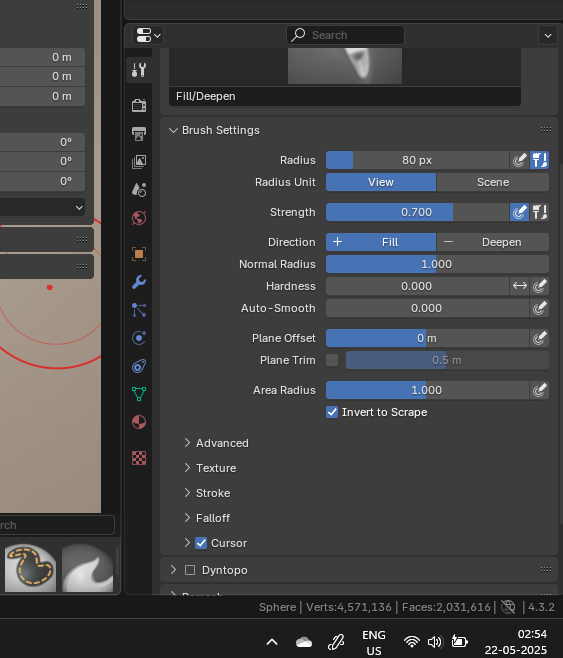 0 m
0 m
0 m
0°
0°
0°
Search
Fill/Deepen
Brush Settings
Radius 80 px
Radius Unit View Scene
Strength 0.700
Direction + Fill − Deepen
Normal Radius 1.000
Hardness 0.000
Auto-Smooth 0.000
Plane Offset 0 m
Plane Trim 0.5 m
Area Radius 1.000
Invert to Scrape
Advanced
Texture
Stroke
Falloff
Cursor
rch
Dyntopo
Sphere | Verts:4,571,136 | Faces:2,031,616 | 4.3.2
ENG
US
02:54
22-05-2025